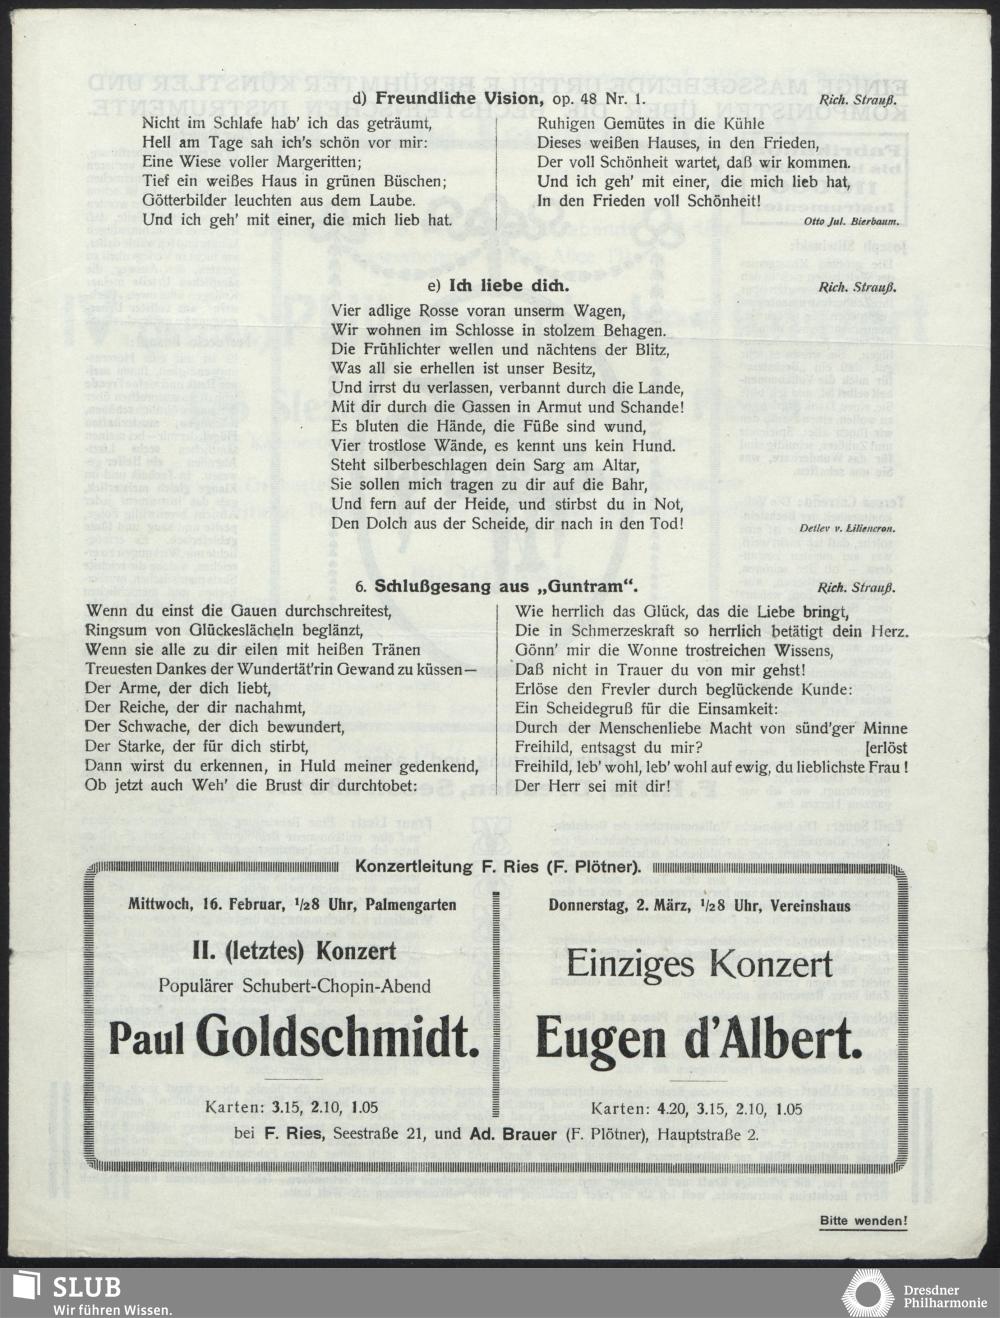 d) Freundliche Vision, op. 48 Nr. 1. Rich. Strauß.
Nicht im Schlafe hab' ich das geträumt,
Hell am Tage sah ich's schön vor mir:
Eine Wiese voller Margeritten;
Tief ein weißes Haus in grünen Büschen;
Götterbilder leuchten aus dem Laube.
Und ich geh' mit einer, die mich lieb hat.
Ruhigen Gemütes in die Kühle
Dieses weißen Hauses, in den Frieden,
Der voll Schönheit wartet, daß wir kommen.
Und ich geh' mit einer, die mich lieb hat,
In den Frieden voll Schönheit!
Otto Jul. Bierbaum.
e) Ich liebe dich. Rich. Strauß.
Vier adlige Rosse voran unserm Wagen,
Wir wohnen im Schlosse in stolzem Behagen.
Die Frühlichter wellen und nächtens der Blitz,
Was all sie erhellen ist unser Besitz,
Und irrst du verlassen, verbannt durch die Lande,
Mit dir durch die Gassen in Armut und Schande!
Es bluten die Hände, die Füße sind wund,
Vier trostlose Wände, es kennt uns kein Hund.
Steht silberbeschlagen dein Sarg am Altar,
Sie sollen mich tragen zu dir auf die Bahr,
Und fern auf der Heide, und stirbst du in Not,
Den Dolch aus der Scheide, dir nach in den Tod!
Detlev v. Liliencron.
6. Schlußgesang aus „Guntram“. Rich. Strauß.
Wenn du einst die Gauen durchschreitest,
Ringsum von Glückeslächeln beglänzt,
Wenn sie alle zu dir eilen mit heißen Tränen
Treuesten Dankes der Wundertät'rin Gewand zu küssen—
Der Arme, der dich liebt,
Der Reiche, der dir nachahmt,
Der Schwache, der dich bewundert,
Der Starke, der für dich stirbt,
Dann wirst du erkennen, in Huld meiner gedenkend,
Ob jetzt auch Weh' die Brust dir durchtobet:
Wie herrlich das Glück, das die Liebe bringt,
Die in Schmerzeskraft so herrlich betätigt dein Herz.
Gönn' mir die Wonne trostreichen Wissens,
Daß nicht in Trauer du von mir gehst!
Erlöse den Frevler durch beglückende Kunde:
Ein Scheidegruß für die Einsamkeit:
Durch der Menschenliebe Macht von sünd'ger Minne
Freihild, entsagst du mir? [erlöst
Freihild, leb' wohl, leb' wohl auf ewig, du lieblichste Frau!
Der Herr sei mit dir!
Konzertleitung F. Ries (F. Plötner).
Mittwoch, 16. Februar, 1/28 Uhr, Palmengarten
II. (letztes) Konzert
Populärer Schubert-Chopin-Abend
Paul Goldschmidt.
Karten: 3.15, 2.10, 1.05
Donnerstag, 2. März, 1/28 Uhr, Vereinshaus
Einziges Konzert
Eugen d'Albert.
Karten: 4.20, 3.15, 2.10, 1.05
bei F. Ries, Seestraße 21, und Ad. Brauer (F. Plötner), Hauptstraße 2.
Bitte wenden!
SLUB
Wir führen Wissen.
Dresdner
Philharmonie